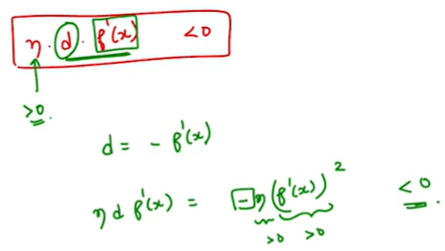 η · d · f'(x) < 0
> 0
d = - f'(x)
η d f'(x) = - η (f'(x))² < 0
>0 >0